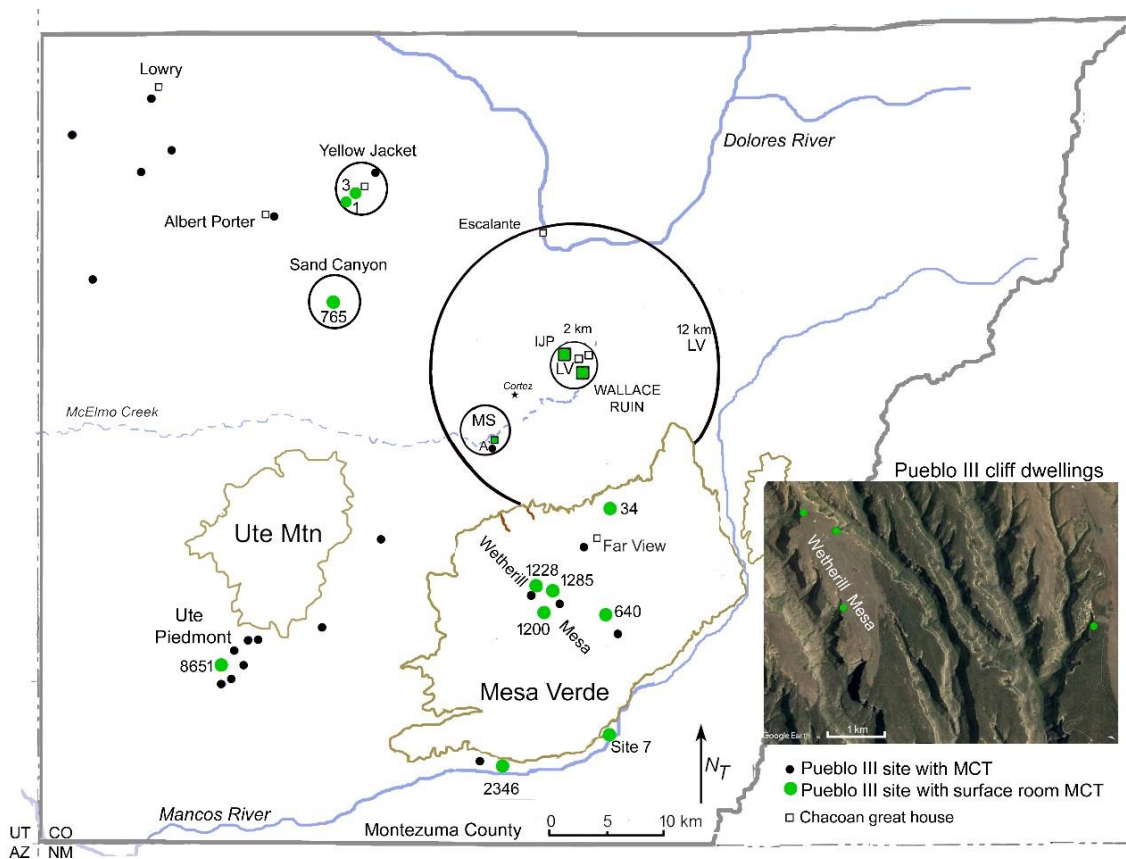 Lowry
Yellow Jacket
3
1
Dolores River
Albert Porter
Escalante
Sand Canyon
765
2 km
12 km
LV
IJP
LV
WALLACE
RUIN
Cortez
McElmo Creek
MS
A
Pueblo III cliff dwellings
34
Ute Mtn
Far View
Wetherill
Mesa
1228
1285
640
1200
Ute
Piedmont
8651
Wetherill Mesa
Mesa Verde
Site 7
Google Earth
1 km
2346
N T
Pueblo III site with MCT
Pueblo III site with surface room MCT
Chacoan great house
Mancos River
Montezuma County
0 5 10 km
UT CO
AZ NM